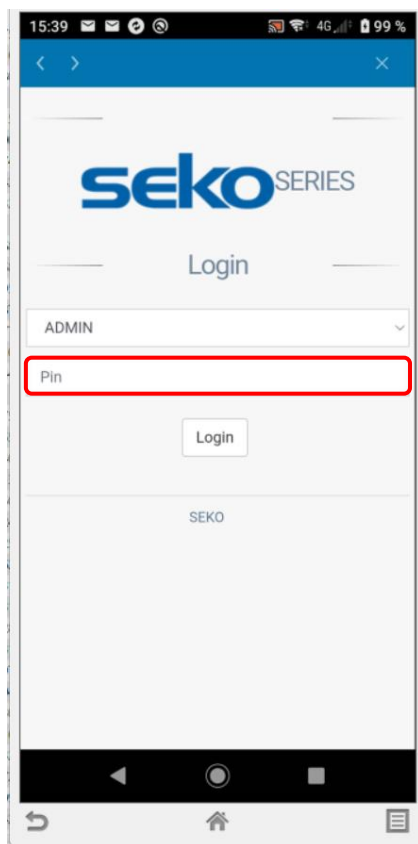 15:39 4G 99 %
seko SERIES
Login
ADMIN
Pin
Login
SEKO